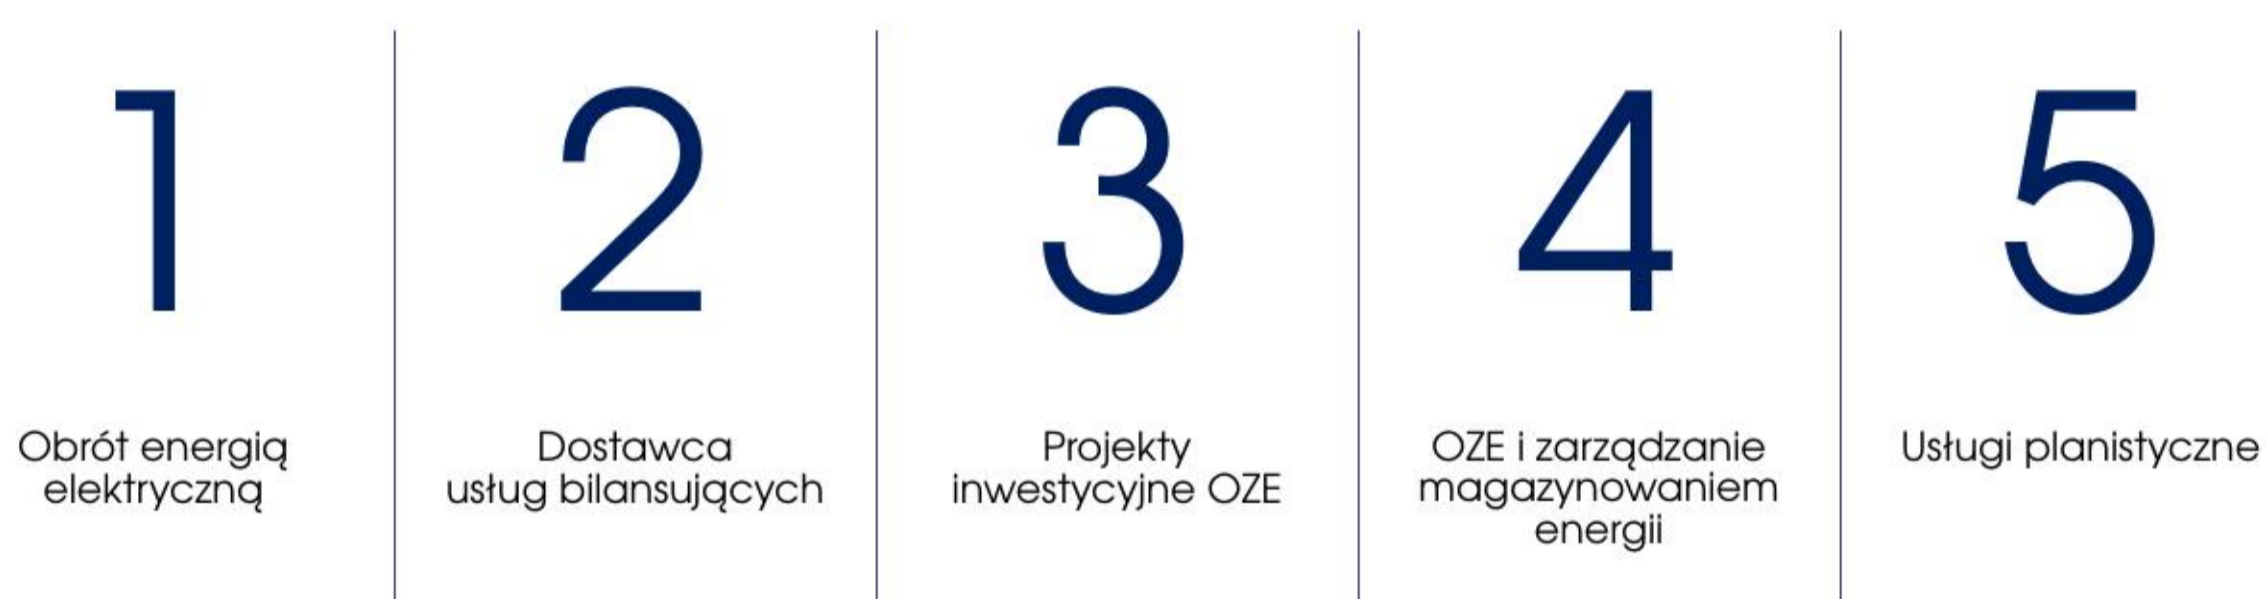 1
Obrót energią
elektryczną
2
Dostawca
usług bilansujących
3
Projekty
inwestycyjne OZE
4
OZE i zarządzanie
magazynowaniem
energii
5
Usługi planistyczne